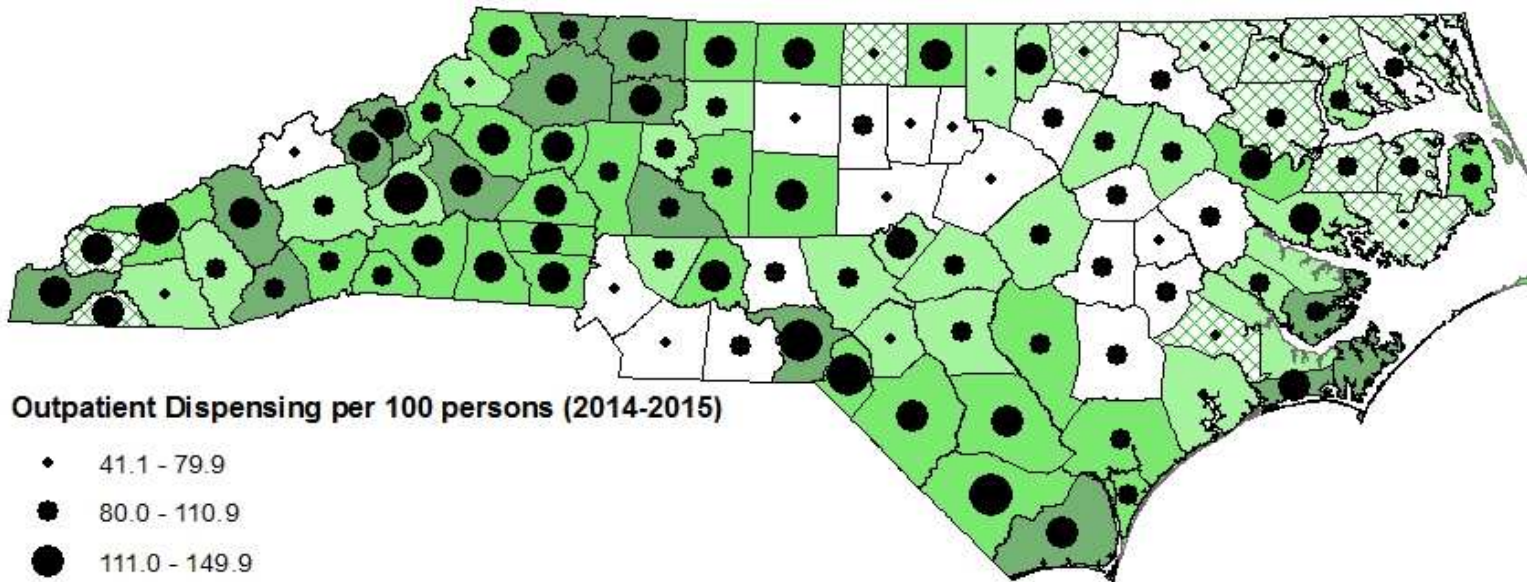 Outpatient Dispensing per 100 persons (2014-2015)
41.1 - 79.9
80.0 - 110.9
111.0 - 149.9